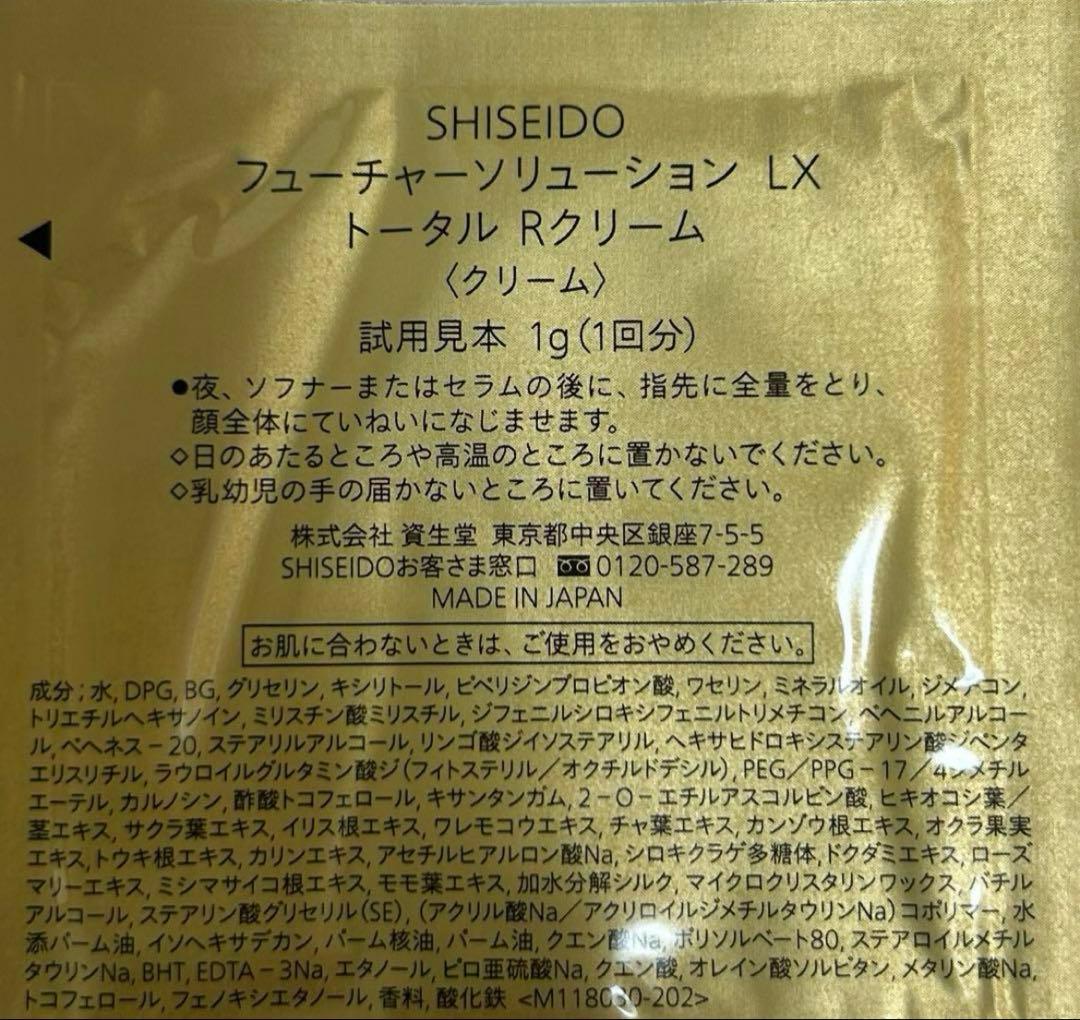 SHISEIDO
フューチャーソリューション LX
トータル Rクリーム
〈クリーム〉
試用見本 1g(1回分)
●夜、ソフナーまたはセラムの後に、指先に全量をとり、
顔全体にていねいになじませます。
◇日のあたるところや高温のところに置かないでください。
◇乳幼児の手の届かないところに置いてください。
株式会社 資生堂 東京都中央区銀座7-5-5
SHISEIDOお客さま窓口 0120-587-289
MADE IN JAPAN
お肌に合わないときは、ご使用をおやめください。
成分;水, DPG, BG, グリセリン, キシリトール, ピペリジンプロピオン酸, ワセリン, ミネラルオイル, ジメチコン,
トリエチルヘキサノイン, ミリスチン酸ミリスチル, ジフェニルシロキシフェニルトリメチコン, ベヘニルアルコー
ル, ベヘネス－20, ステアリルアルコール, リンゴ酸ジイソステアリル, ヘキサヒドロキシステアリン酸ジペンタ
エリスリチル, ラウロイルグルタミン酸ジ(フィトステリル／オクチルドデシル), PEG／PPG－17／4ジメチル
エーテル, カルノシン, 酢酸トコフェロール, キサンタンガム, 2－O－エチルアスコルビン酸, ヒキオコシ葉／
茎エキス, サクラ葉エキス, イリス根エキス, ワレモコウエキス, チャ葉エキス, カンゾウ根エキス, オクラ果実
エキス, トウキ根エキス, カリンエキス, アセチルヒアルロン酸Na, シロキクラゲ多糖体, ドクダミエキス, ローズ
マリーエキス, ミシマサイコ根エキス, モモ葉エキス, 加水分解シルク, マイクロクリスタリンワックス, バチル
アルコール, ステアリン酸グリセリル(SE), (アクリル酸Na／アクリロイルジメチルタウリンNa)コポリマー, 水
添パーム油, イソヘキサデカン, パーム核油, パーム油, クエン酸Na, ポリソルベート80, ステアロイルメチル
タウリンNa, BHT, EDTA－3Na, エタノール, ピロ亜硫酸Na, クエン酸, オレイン酸ソルビタン, メタリン酸Na,
トコフェロール, フェノキシエタノール, 香料, 酸化鉄 <M118030-202>